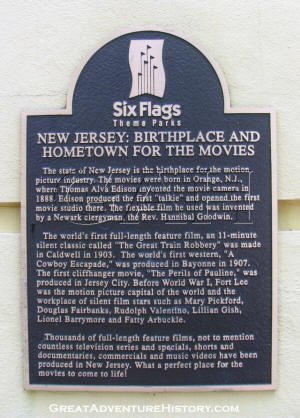 SixFlags
Theme Parks
NEW JERSEY: BIRTHPLACE AND
HOMETOWN FOR THE MOVIES
The state of New Jersey is the birthplace for the motion
picture industry. The movies were born in Orange, N.J.,
where Thomas Alva Edison invented the movie camera in
1888. Edison produced the first "talkie" and opened the first
movie studio there. The flexible film he used was invented
by a Newark clergyman, the Rev. Hannibal Goodwin.
The world's first full-length feature film, an 11-minute
silent classic called "The Great Train Robbery" was made
in Caldwell in 1903. The world's first western, "A
Cowboy Escapade," was produced in Bayonne in 1907.
The first cliffhanger movie, "The Perils of Pauline," was
produced in Jersey City. Before World War I, Fort Lee
was the motion picture capital of the world and the
workplace of silent film stars such as Mary Pickford,
Douglas Fairbanks, Rudolph Valentino, Lillian Gish,
Lionel Barrymore and Fatty Arbuckle.
Thousands of full-length feature films, not to mention
countless television series and specials, shorts and
documentaries, commercials and music videos have been
produced in New Jersey. What a perfect place for the
movies to come to life!
GREATADVENTUREHISTORY.COM